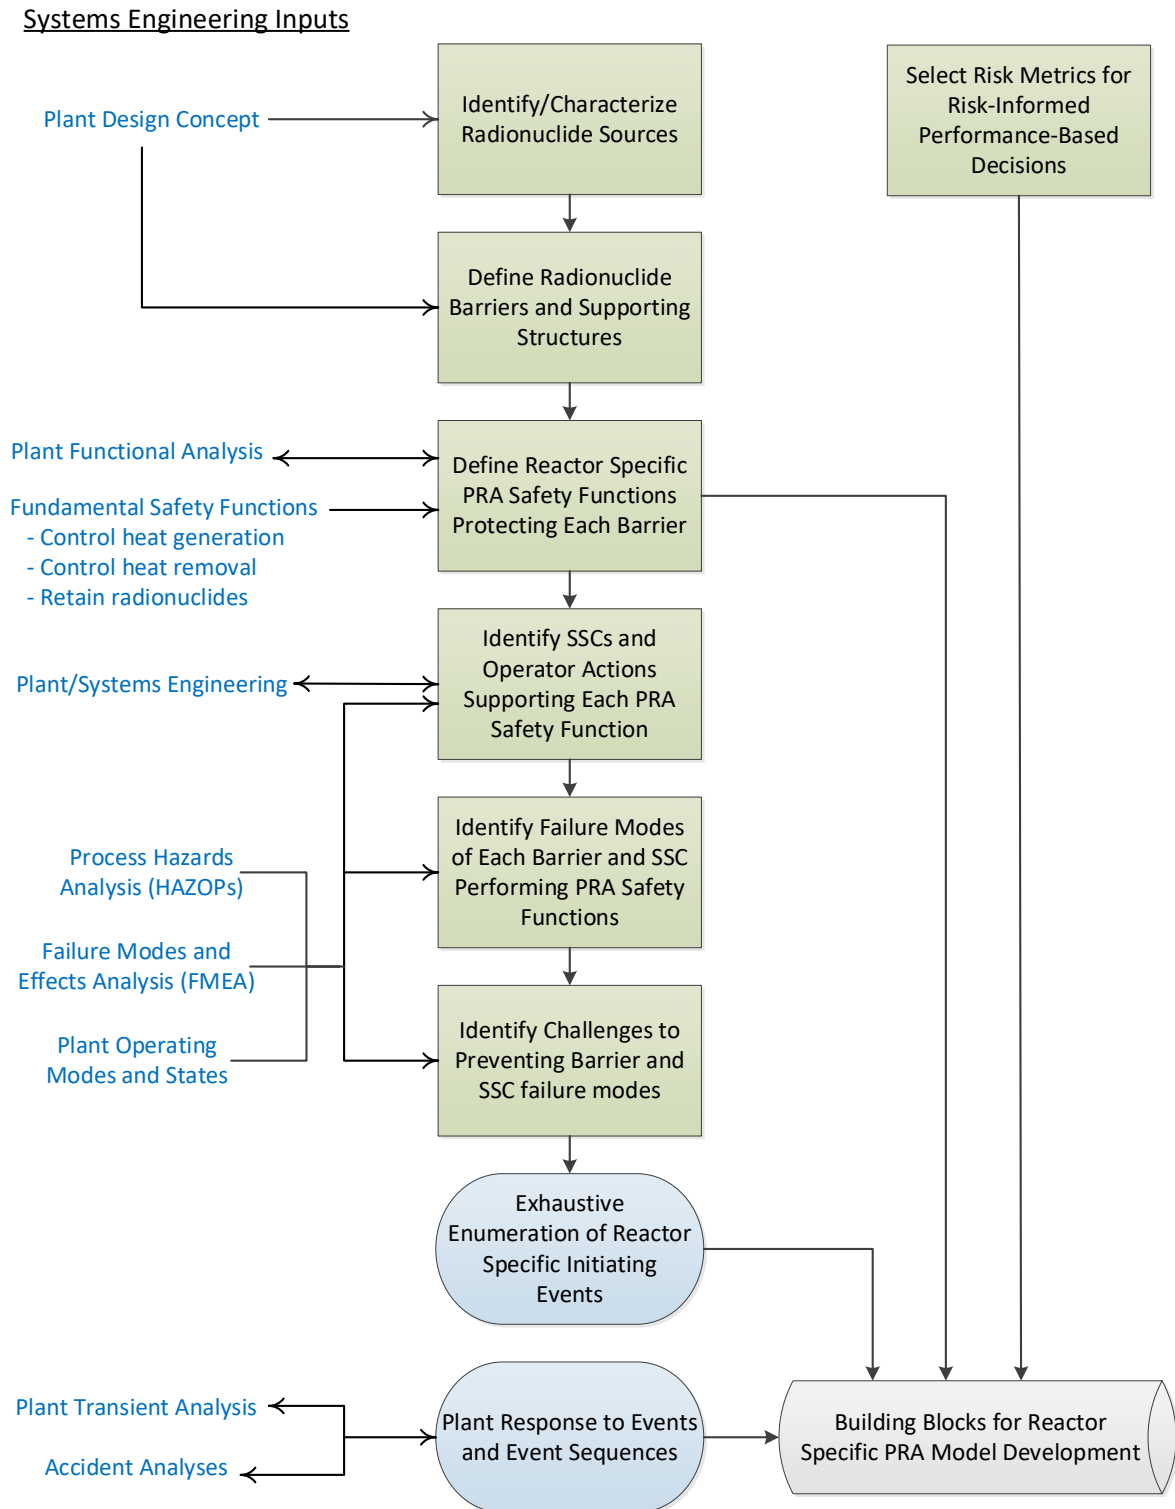 Systems Engineering Inputs
Plant Design Concept
Identify/Characterize
Radionuclide Sources
Select Risk Metrics for
Risk-Informed
Performance-Based
Decisions
Define Radionuclide
Barriers and Supporting
Structures
Plant Functional Analysis
Fundamental Safety Functions
- Control heat generation
- Control heat removal
- Retain radionuclides
Define Reactor Specific
PRA Safety Functions
Protecting Each Barrier
Plant/Systems Engineering
Identify SSCs and
Operator Actions
Supporting Each PRA
Safety Function
Process Hazards
Analysis (HAZOPs)
Identify Failure Modes
of Each Barrier and SSC
Performing PRA Safety
Functions
Failure Modes and
Effects Analysis (FMEA)
Plant Operating
Modes and States
Identify Challenges to
Preventing Barrier and
SSC failure modes
Exhaustive
Enumeration of Reactor
Specific Initiating
Events
Plant Transient Analysis
Accident Analyses
Plant Response to Events
and Event Sequences
Building Blocks for Reactor
Specific PRA Model Development